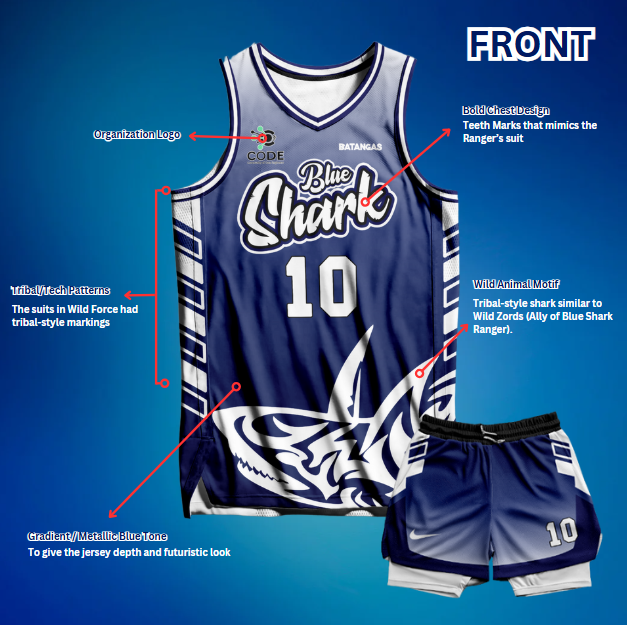 FRONT
Bold Chest Design
Teeth Marks that mimics the
Ranger's suit
Organization Logo
CODE
BATANGAS
Blue
Shark
10
Tribal/Tech Patterns
The suits in Wild Force had
tribal-style markings
Wild Animal Motif
Tribal-style shark similar to
Wild Zords (Ally of Blue Shark
Ranger).
10
Gradient / Metallic Blue Tone
To give the jersey depth and futuristic look